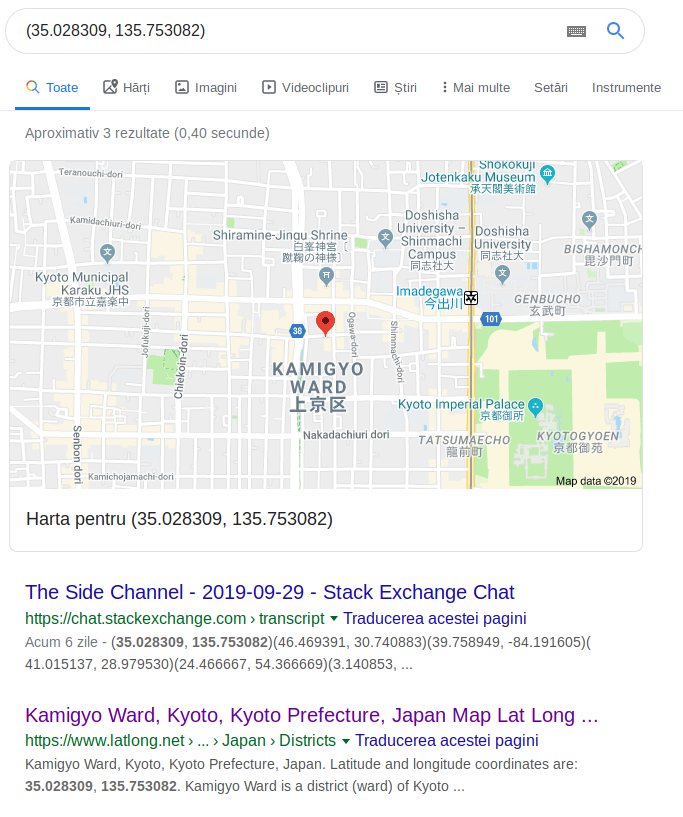 (35.028309, 135.753082)
Toate Hărți Imagini Videoclipuri Știri Mai multe Setări Instrumente
Aproximativ 3 rezultate (0,40 secunde)
Teranouchi-dori
Shokokuji
Jotenkaku Museum
承天閣美術館
Kamidachiuri-dori
Shiramine-Jingu Shrine
白峯神宮 [
蹴鞠の神様]
Doshisha
University –
Shinmachi
Campus
同志社大
Doshisha
University
同志社大
BISHAMONCH
毘沙門町
Kyoto Municipal
Karaku JHS
京都市立嘉楽中
Imadegawa
今出川
GENBUCHO
玄武町
38
101
Jofukuji-dori
Chiekoin-dori
Ogawa-dori
Shinmachi-dori
KAMIGYO
WARD
上京区
Kyoto Imperial Palace
京都御所
Senbon dori
Nakadachiuri dori
TATSUMAECHO
龍前町
KYOTOGYOEN
京都御苑
Kamichojamachi-dori
Map data ©2019
Harta pentru (35.028309, 135.753082)
The Side Channel - 2019-09-29 - Stack Exchange Chat
https://chat.stackexchange.com › transcript Traducerea acestei pagini
Acum 6 zile - (35.028309, 135.753082)(46.469391, 30.740883)(39.758949, -84.191605)(
41.015137, 28.979530)(24.466667, 54.366669)(3.140853, ...
Kamigyo Ward, Kyoto, Kyoto Prefecture, Japan Map Lat Long ...
https://www.latlong.net › ... › Japan › Districts Traducerea acestei pagini
Kamigyo Ward, Kyoto, Kyoto Prefecture, Japan. Latitude and longitude coordinates are:
35.028309, 135.753082. Kamigyo Ward is a district (ward) of Kyoto ...